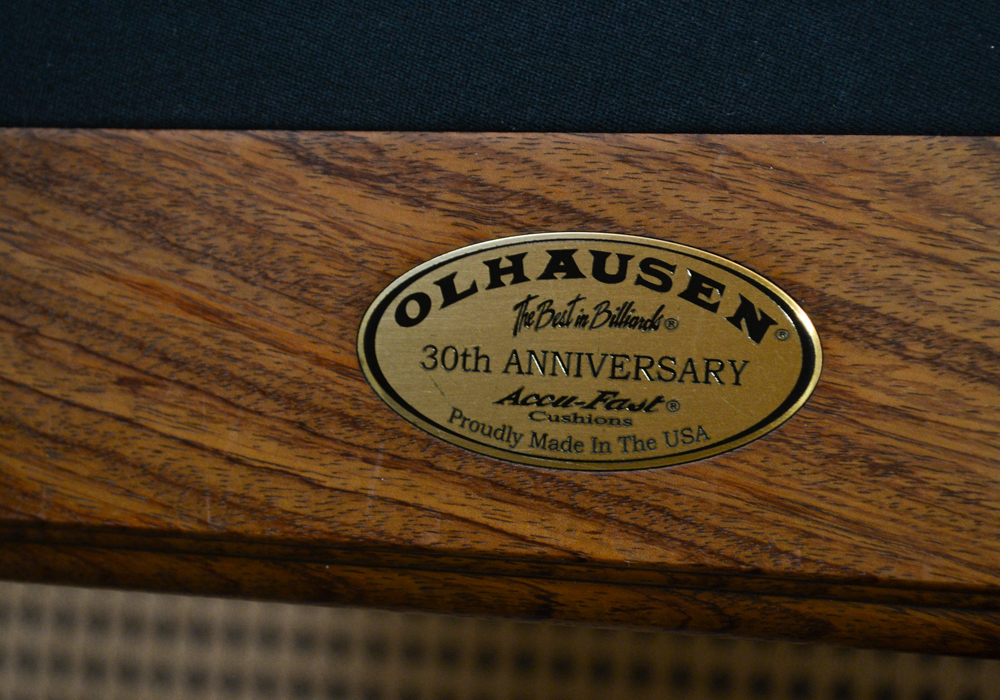 OLHAUSEN®
The Best in Billiards®
30th ANNIVERSARY
Accu-Fast®
Cushions
Proudly Made In The USA